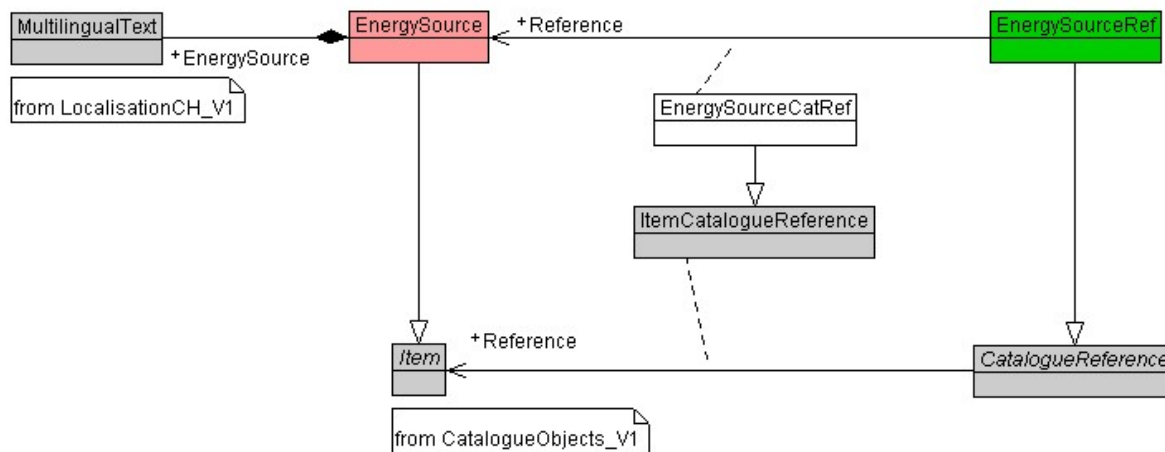 MultilingualText
EnergySource
+Reference
EnergySourceRef
+EnergySource
from LocalisationCH_V1
EnergySourceCatRef
ItemCatalogueReference
+Reference
Item
CatalogueReference
from CatalogueObjects_V1